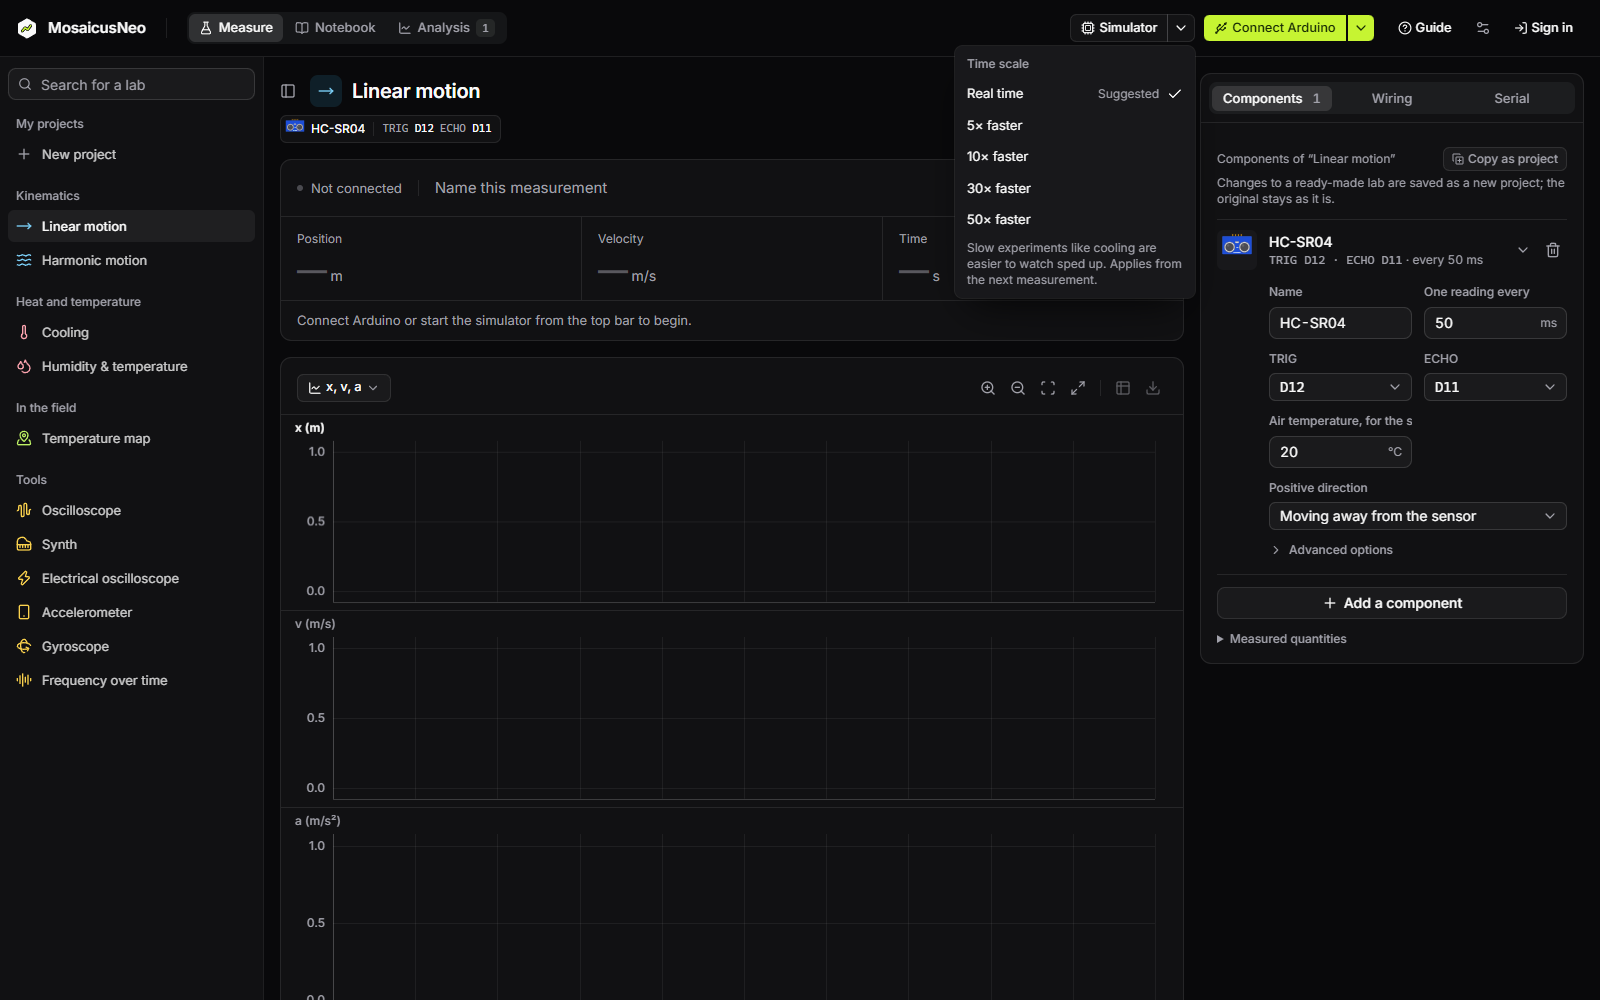 MosaicusNeo
Measure
Notebook
Analysis 1
Simulator
Connect Arduino
Guide
Sign in
Search for a lab
My projects
New project
Kinematics
Linear motion
Harmonic motion
Heat and temperature
Cooling
Humidity & temperature
In the field
Temperature map
Tools
Oscilloscope
Synth
Electrical oscilloscope
Accelerometer
Gyroscope
Frequency over time
Linear motion
HC-SR04 TRIG D12 ECHO D11
Not connected
Name this measurement
Position
m
Velocity
m/s
Time
s
Connect Arduino or start the simulator from the top bar to begin.
Time scale
Real time Suggested
5× faster
10× faster
30× faster
50× faster
Slow experiments like cooling are
easier to watch sped up. Applies from
the next measurement.
x, v, a
x (m)
1.0
0.5
0.0
v (m/s)
1.0
0.5
0.0
a (m/s²)
1.0
0.5
0.0
Components 1
Wiring
Serial
Components of “Linear motion”
Copy as project
Changes to a ready-made lab are saved as a new project; the
original stays as it is.
HC-SR04
TRIG D12 · ECHO D11 · every 50 ms
Name
One reading every
HC-SR04
50 ms
TRIG
ECHO
D12
D11
Air temperature, for the s
20 °C
Positive direction
Moving away from the sensor
Advanced options
Add a component
Measured quantities